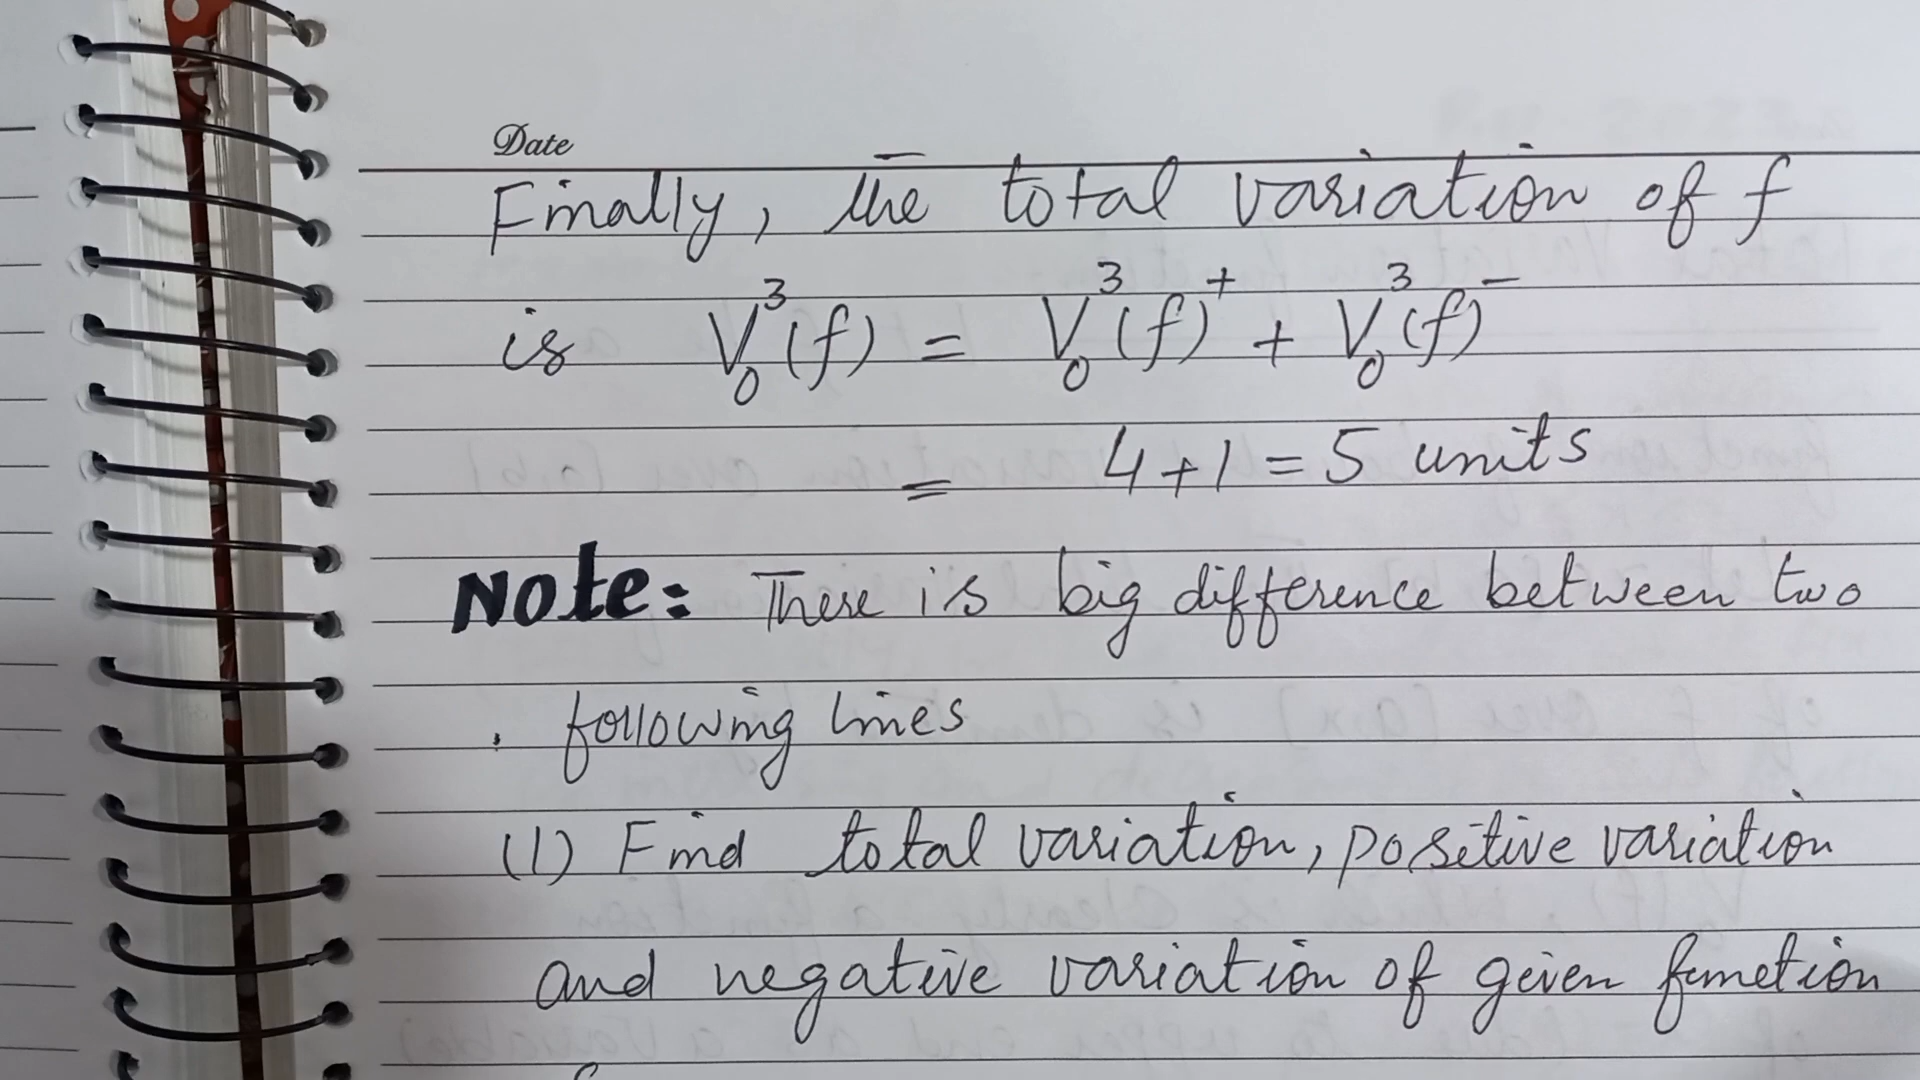 Date
Finally, the total variation of f
is V₀³(f) = V₀³(f)⁺ + V₀³(f)⁻
= 4+1 = 5 units
Note: There is big difference between two
following lines
(1) Find total variation, positive variation
and negative variation of given function